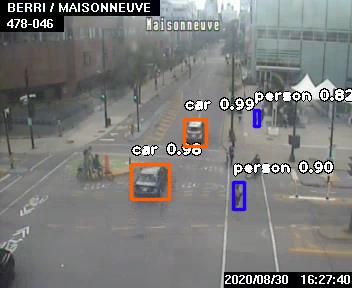 BERRI / MAISONNEUVE
478-046
Maisonneuve
car 0.99
person 0.82
car 0.98
person 0.90
2020/08/30 16:27:40